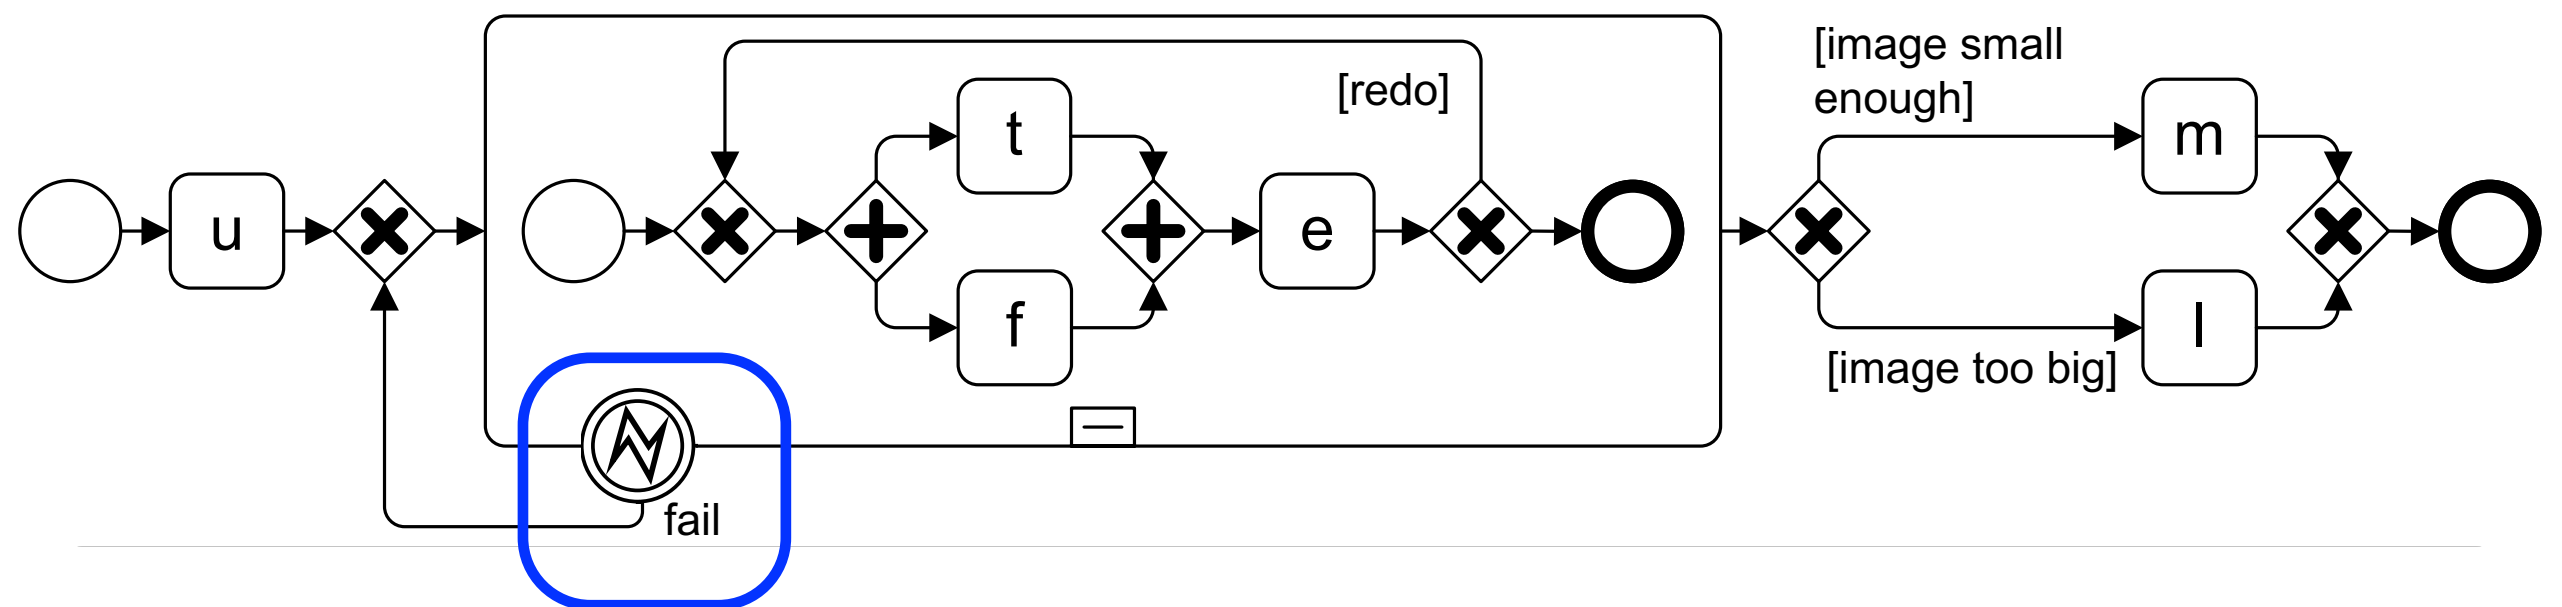 [image small
enough]
[redo]
t
m
u
e
f
l
[image too big]
fail